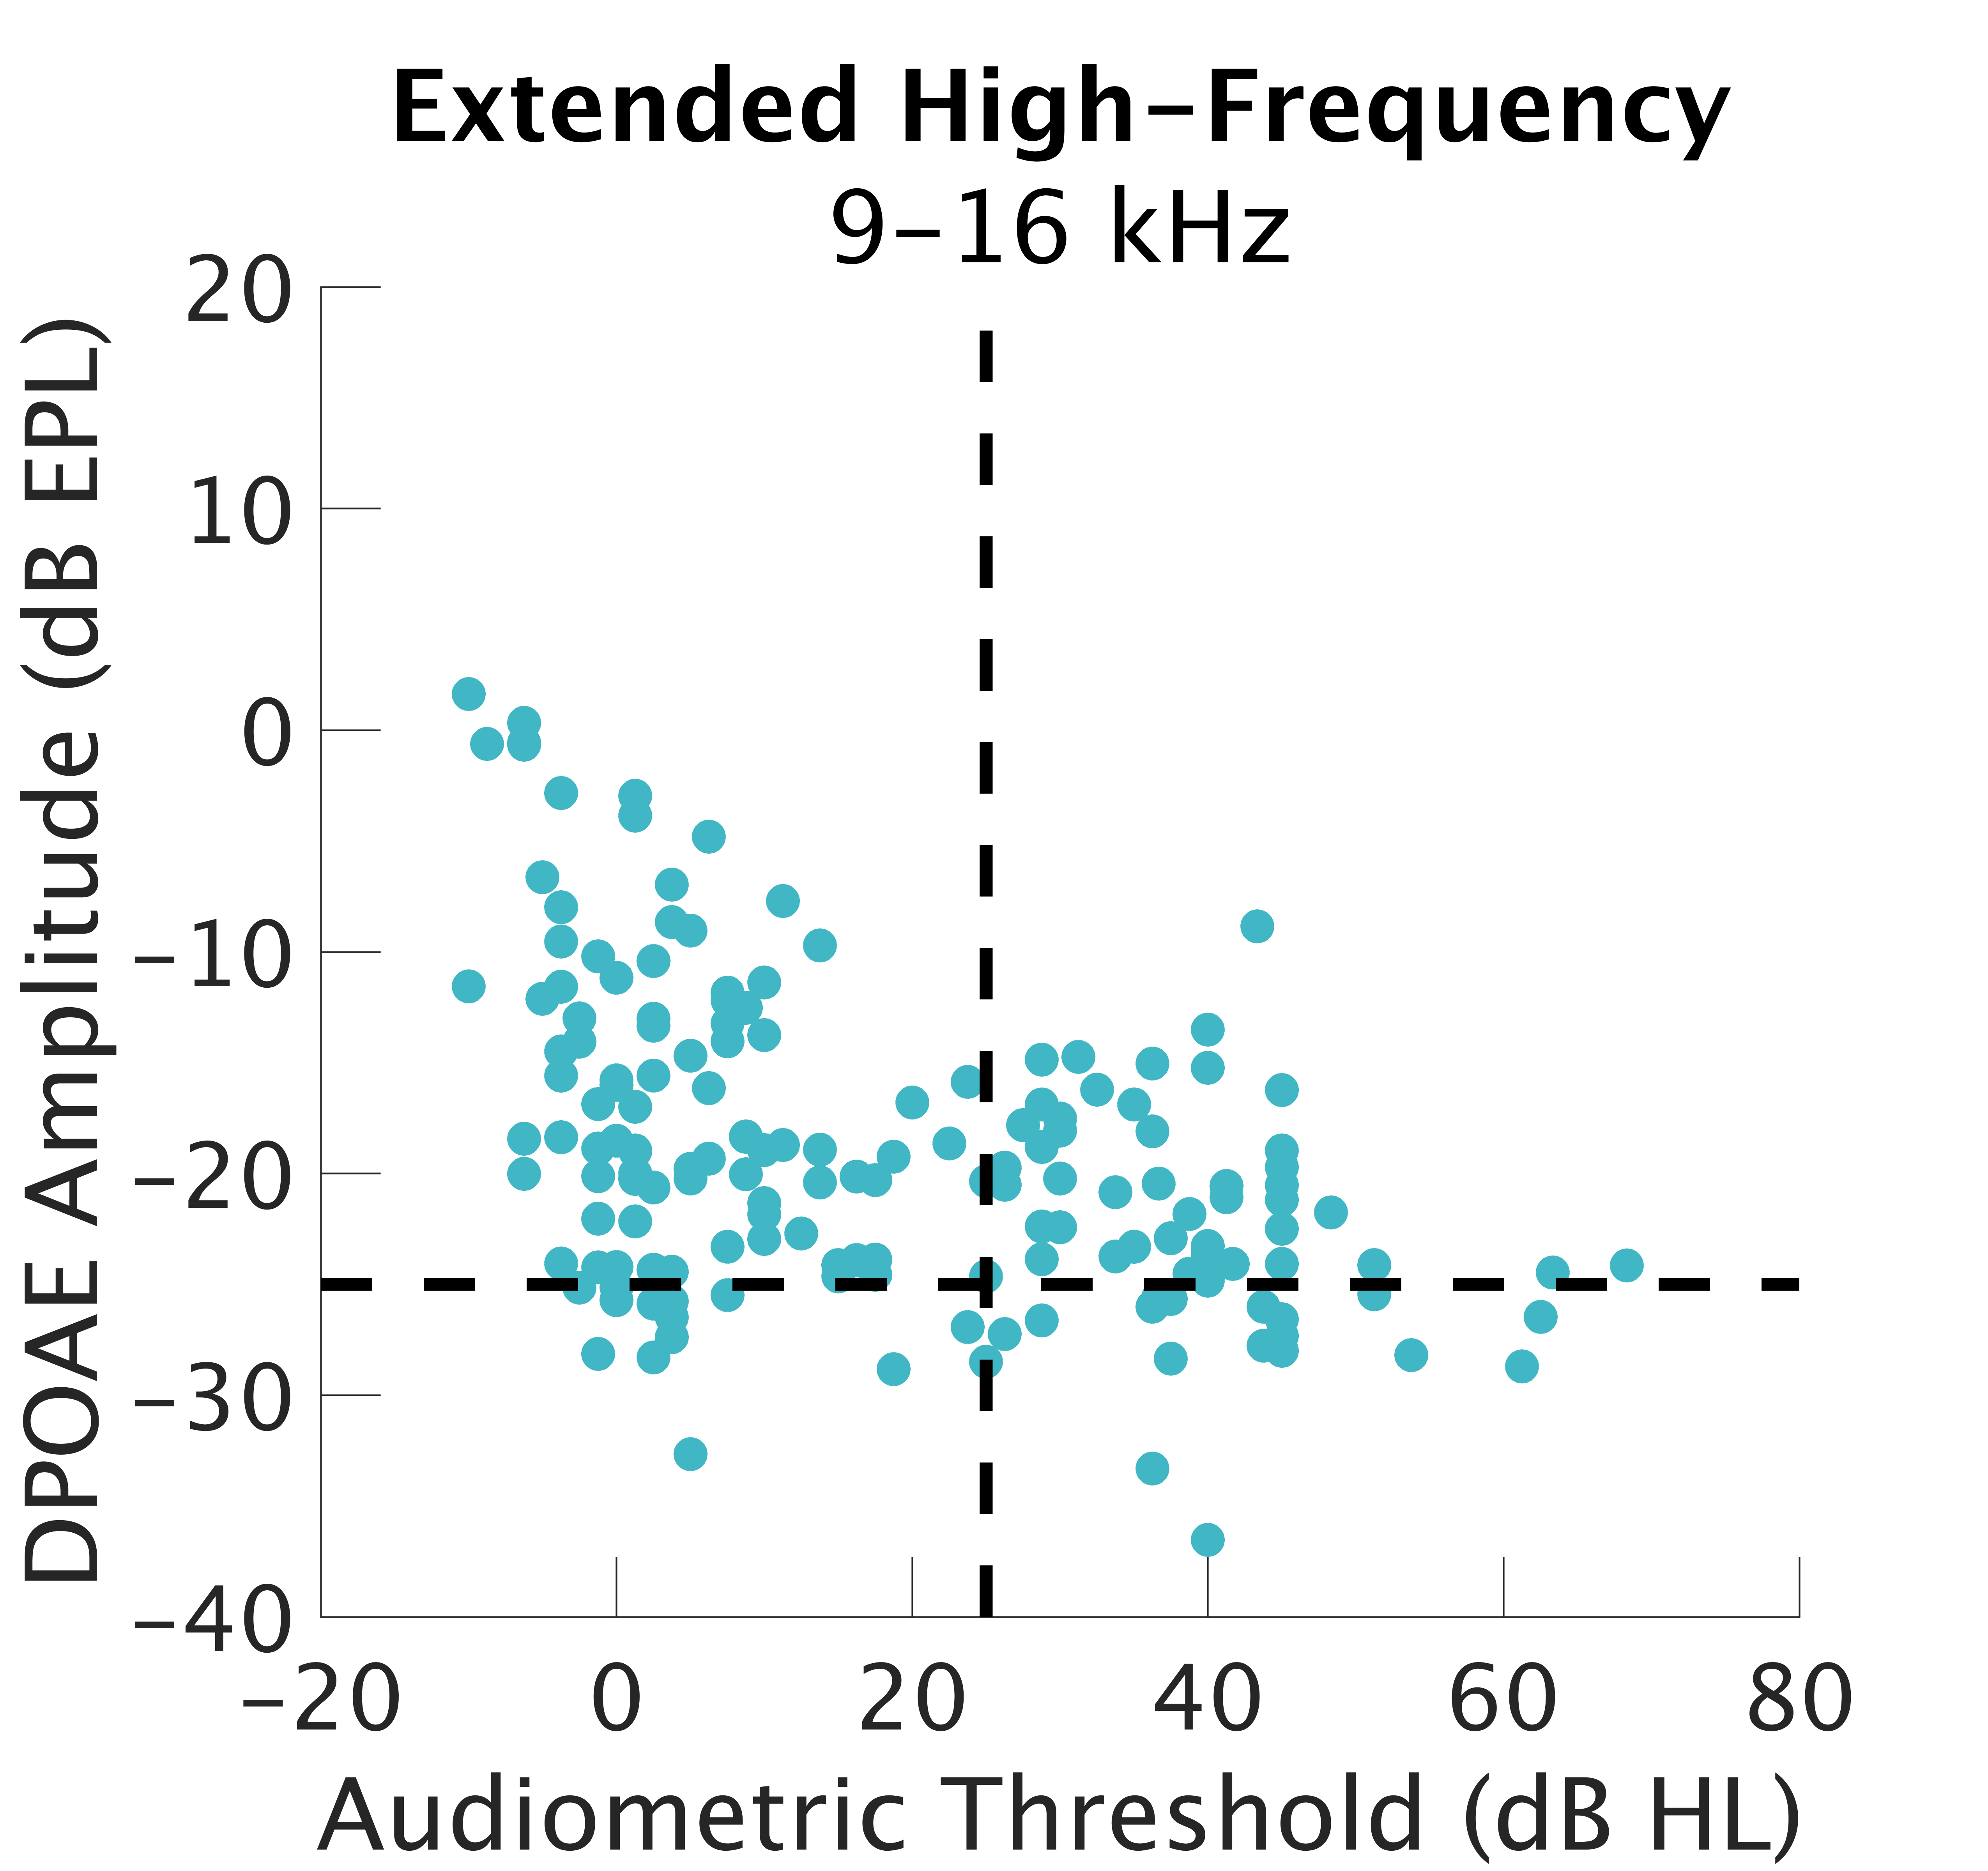 Extended High-Frequency
9-16 kHz
DPOAE Amplitude (dB EPL)
20
10
0
-10
-20
-30
-40
-20 0 20 40 60 80
Audiometric Threshold (dB HL)